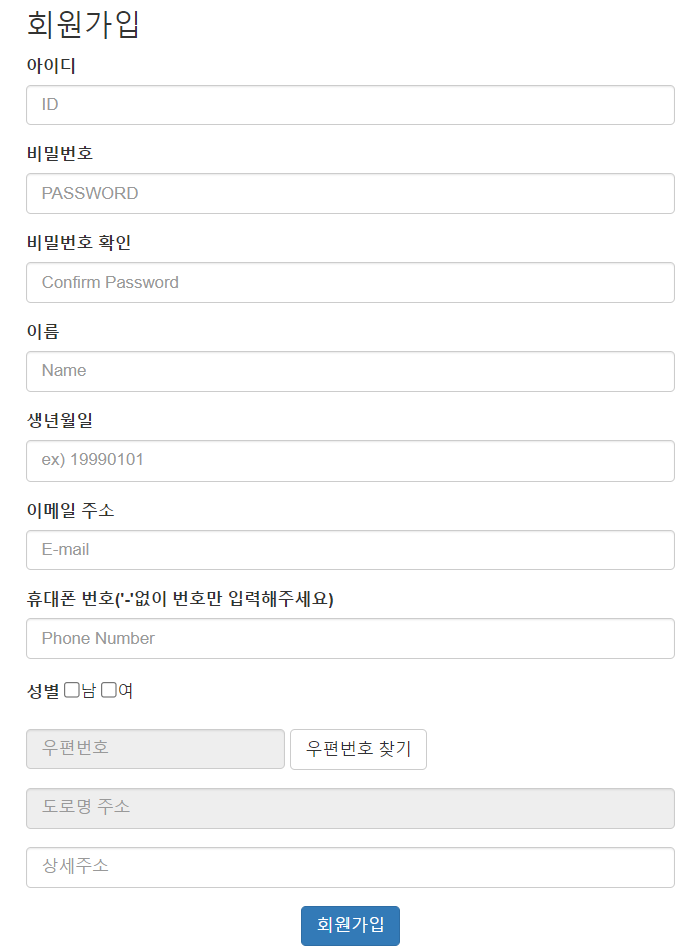 회원가입
아이디
ID
비밀번호
PASSWORD
비밀번호 확인
Confirm Password
이름
Name
생년월일
ex) 19990101
이메일 주소
E-mail
휴대폰 번호('-'없이 번호만 입력해주세요)
Phone Number
성별 남 여
우편번호 우편번호 찾기
도로명 주소
상세주소
회원가입